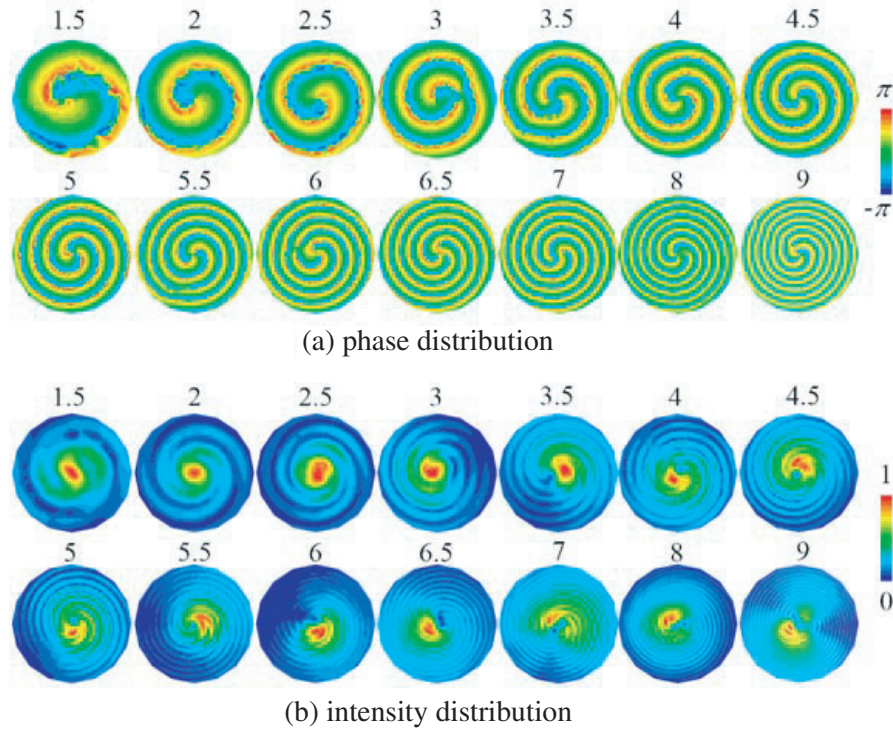 1.5 2 2.5 3 3.5 4 4.5
π
-π
5 5.5 6 6.5 7 8 9
(a) phase distribution
1.5 2 2.5 3 3.5 4 4.5
1
0
5 5.5 6 6.5 7 8 9
(b) intensity distribution